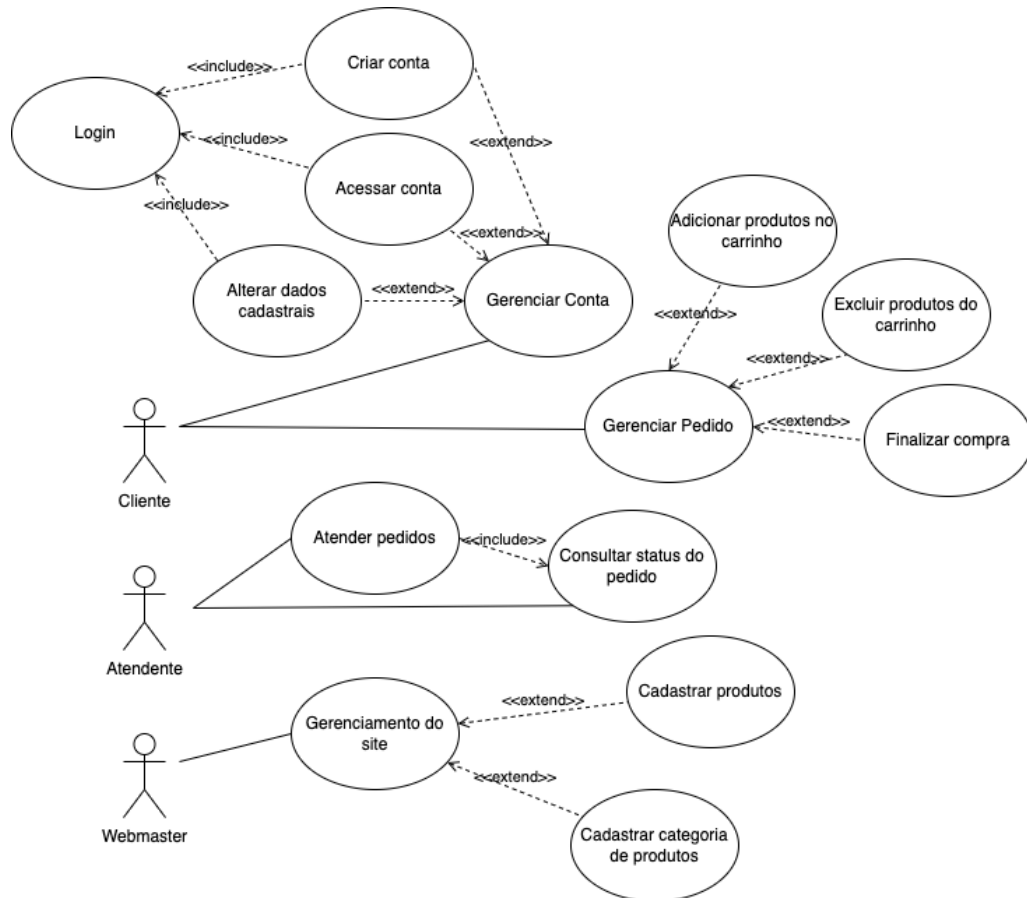 Criar conta
<<include>>
Login
<<include>>
<<extend>>
Acessar conta
<<include>>
<<extend>>
Adicionar produtos no
carrinho
Alterar dados
cadastrais
<<extend>>
Gerenciar Conta
<<extend>>
Excluir produtos do
carrinho
<<extend>>
Gerenciar Pedido
<<extend>>
Finalizar compra
Cliente
Atender pedidos
<<include>>
Consultar status do
pedido
Atendente
Cadastrar produtos
<<extend>>
Gerenciamento do
site
<<extend>>
Webmaster
Cadastrar categoria
de produtos